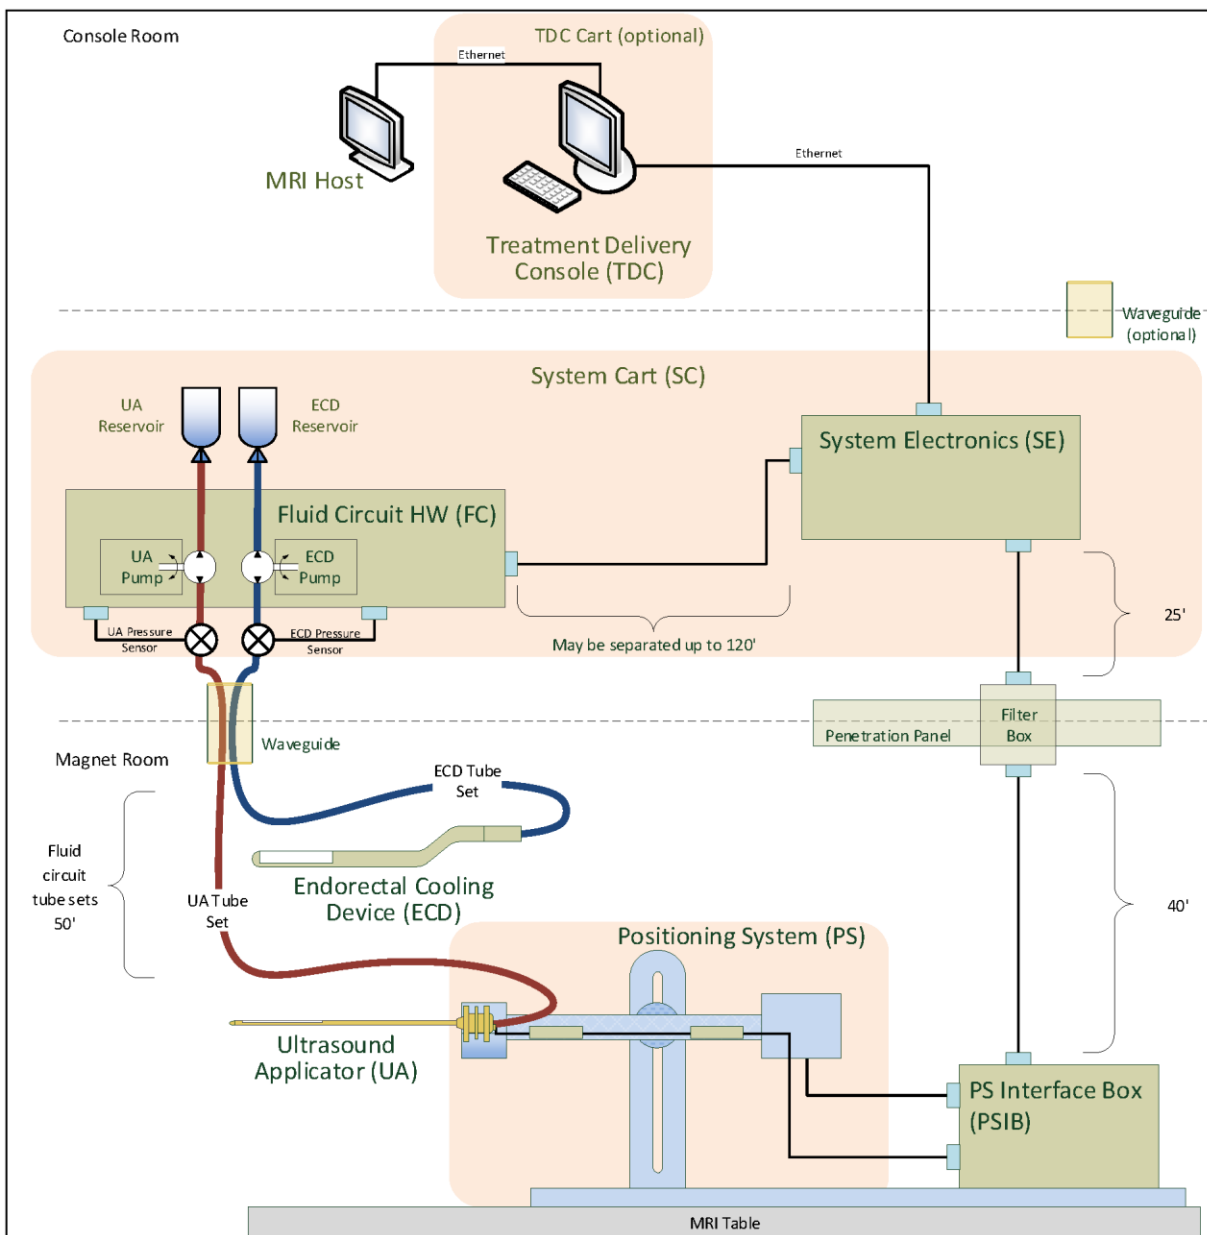 Console Room
TDC Cart (optional)
Ethernet
MRI Host
Ethernet
Treatment Delivery
Console (TDC)
Waveguide
(optional)
System Cart (SC)
UA
Reservoir
ECD
Reservoir
System Electronics (SE)
Fluid Circuit HW (FC)
UA
Pump
ECD
Pump
UA Pressure
Sensor
ECD Pressure
Sensor
May be separated up to 120'
25'
Waveguide
Penetration Panel
Filter
Box
Magnet Room
ECD Tube
Set
Fluid
circuit
tube sets
50'
UA Tube
Set
Endorectal Cooling
Device (ECD)
40'
Positioning System (PS)
Ultrasound
Applicator (UA)
PS Interface Box
(PSIB)
MRI Table